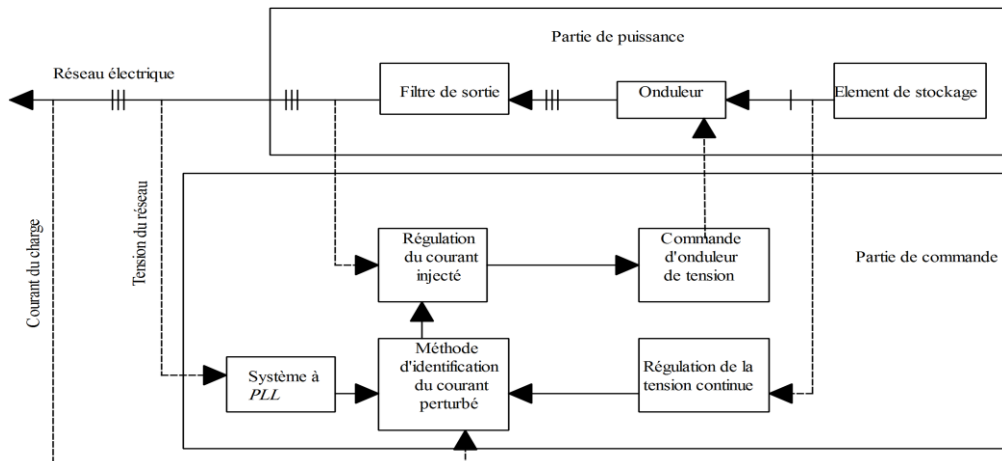 Partie de puissance
Réseau électrique
Filtre de sortie
Onduleur
Element de stockage
Courant du charge
Tension du réseau
Régulation
du courant
injecté
Commande
d'onduleur
de tension
Partie de commande
Système à
PLL
Méthode
d'identification
du courant
perturbé
Régulation de la
tension continue